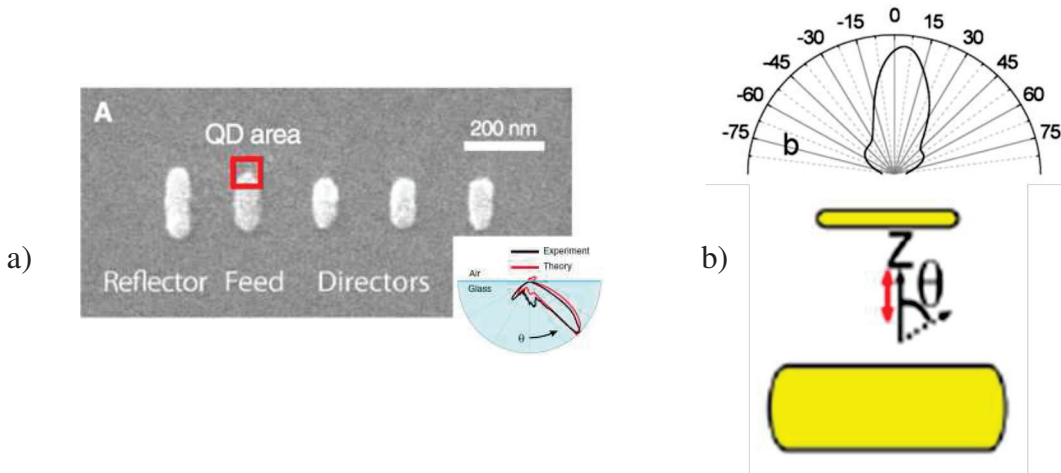 a)
A
QD area
200 nm
Reflector Feed Directors
Experiment
Theory
Air
Glass
θ
b)
-75 -60 -45 -30 -15 0 15 30 45 60 75
b
Z
θ